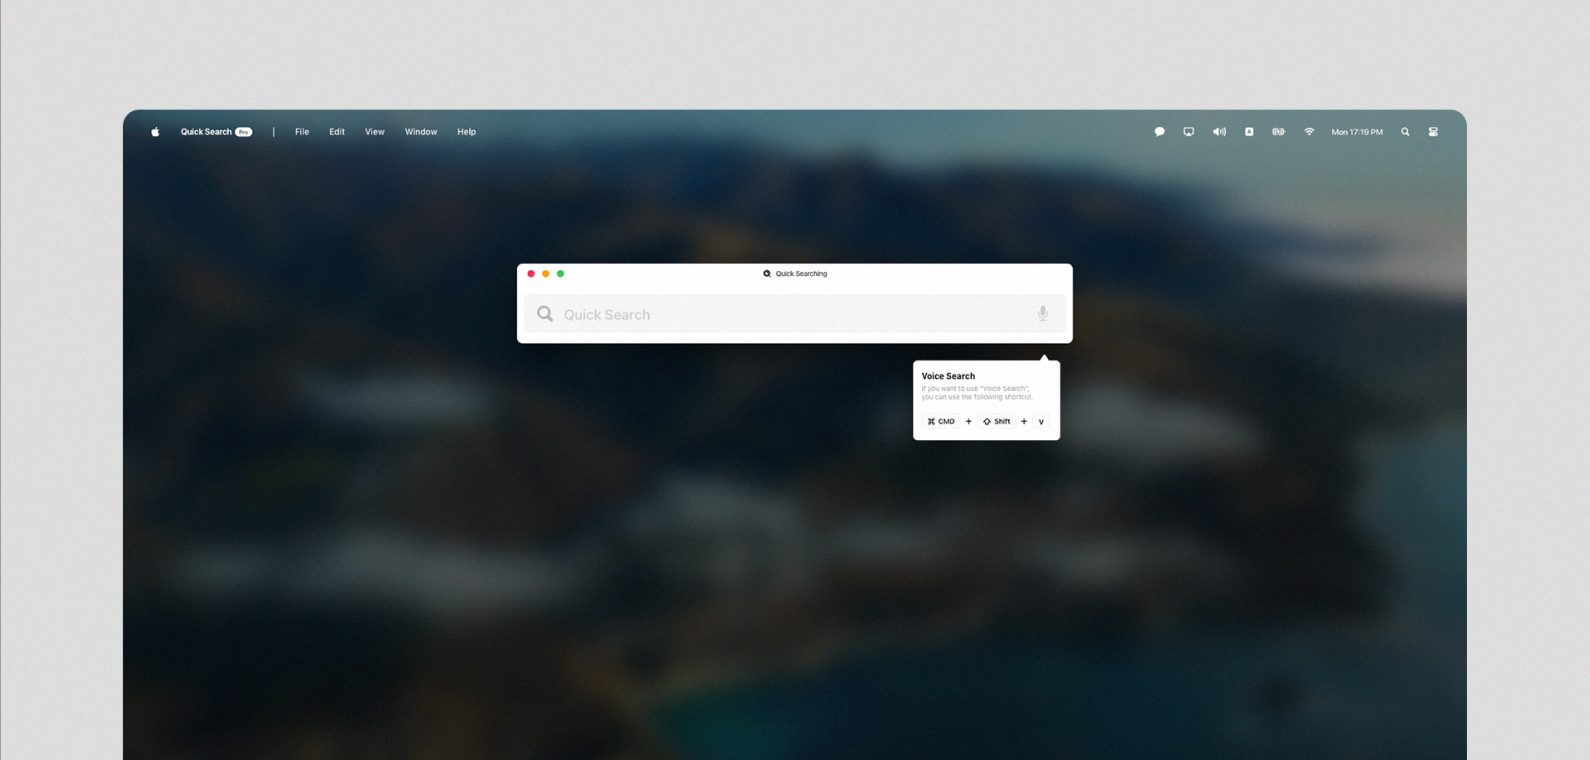 Quick Search Pro | File Edit View Window Help Mon 17:19 PM
Quick Searching
Quick Search
Voice Search
If you want to use "Voice Search",
you can use the following shortcut.
⌘ CMD + Shift + V